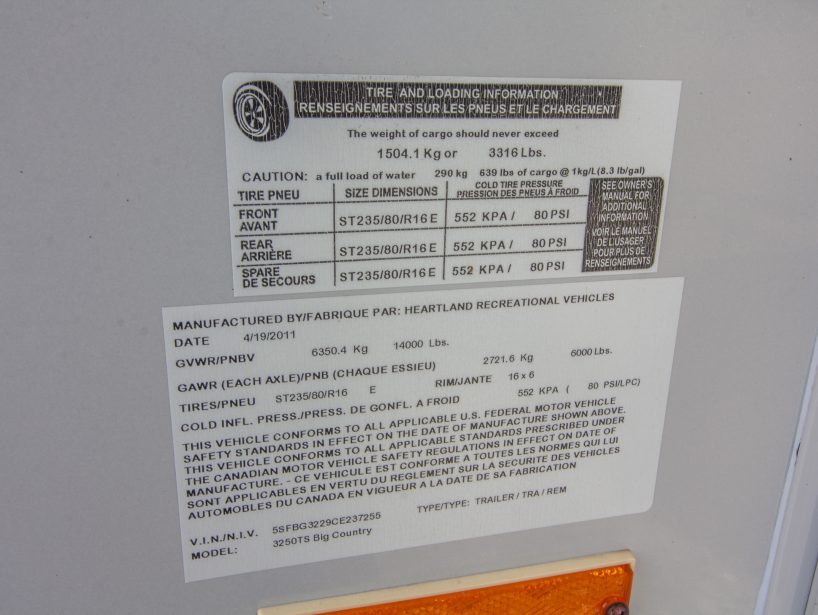 TIRE AND LOADING INFORMATION
RENSEIGNEMENTS SUR LES PNEUS ET LE CHARGEMENT
The weight of cargo should never exceed
1504.1 Kg or 3316 Lbs.
CAUTION: a full load of water 290 kg 639 lbs of cargo @ 1kg/L(8.3 lb/gal)
TIRE PNEU SIZE DIMENSIONS COLD TIRE PRESSURE
PRESSION DES PNEUS À FROID
FRONT
AVANT ST235/80/R16 E 552 KPA / 80 PSI
REAR
ARRIÈRE ST235/80/R16 E 552 KPA / 80 PSI
SPARE
DE SECOURS ST235/80/R16 E 552 KPA / 80 PSI
SEE OWNER'S
MANUAL FOR
ADDITIONAL
INFORMATION
VOIR LE MANUEL
DE L'USAGER
POUR PLUS DE
RENSEIGNEMENTS
MANUFACTURED BY/FABRIQUE PAR: HEARTLAND RECREATIONAL VEHICLES
DATE 4/19/2011
GVWR/PNBV 6350.4 Kg 14000 Lbs.
GAWR (EACH AXLE)/PNB (CHAQUE ESSIEU) 2721.6 Kg 6000 Lbs.
TIRES/PNEU ST235/80/R16 E RIM/JANTE 16 x 6
COLD INFL. PRESS./PRESS. DE GONFL. A FROID 552 KPA ( 80 PSI/LPC)
THIS VEHICLE CONFORMS TO ALL APPLICABLE U.S. FEDERAL MOTOR VEHICLE
SAFETY STANDARDS IN EFFECT ON THE DATE OF MANUFACTURE SHOWN ABOVE.
THIS VEHICLE CONFORMS TO ALL APPLICABLE STANDARDS PRESCRIBED UNDER
THE CANADIAN MOTOR VEHICLE SAFETY REGULATIONS IN EFFECT ON DATE OF
MANUFACTURE. - CE VEHICULE EST CONFORME A TOUTES LES NORMES QUI LUI
SONT APPLICABLES EN VERTU DU REGLEMENT SUR LA SECURITE DES VEHICLES
AUTOMOBILES DU CANADA EN VIGUEUR A LA DATE DE SA FABRICATION
V.I.N./N.I.V. 5SFBG3229CE237255 TYPE/TYPE: TRAILER / TRA / REM
MODEL: 3250TS Big Country